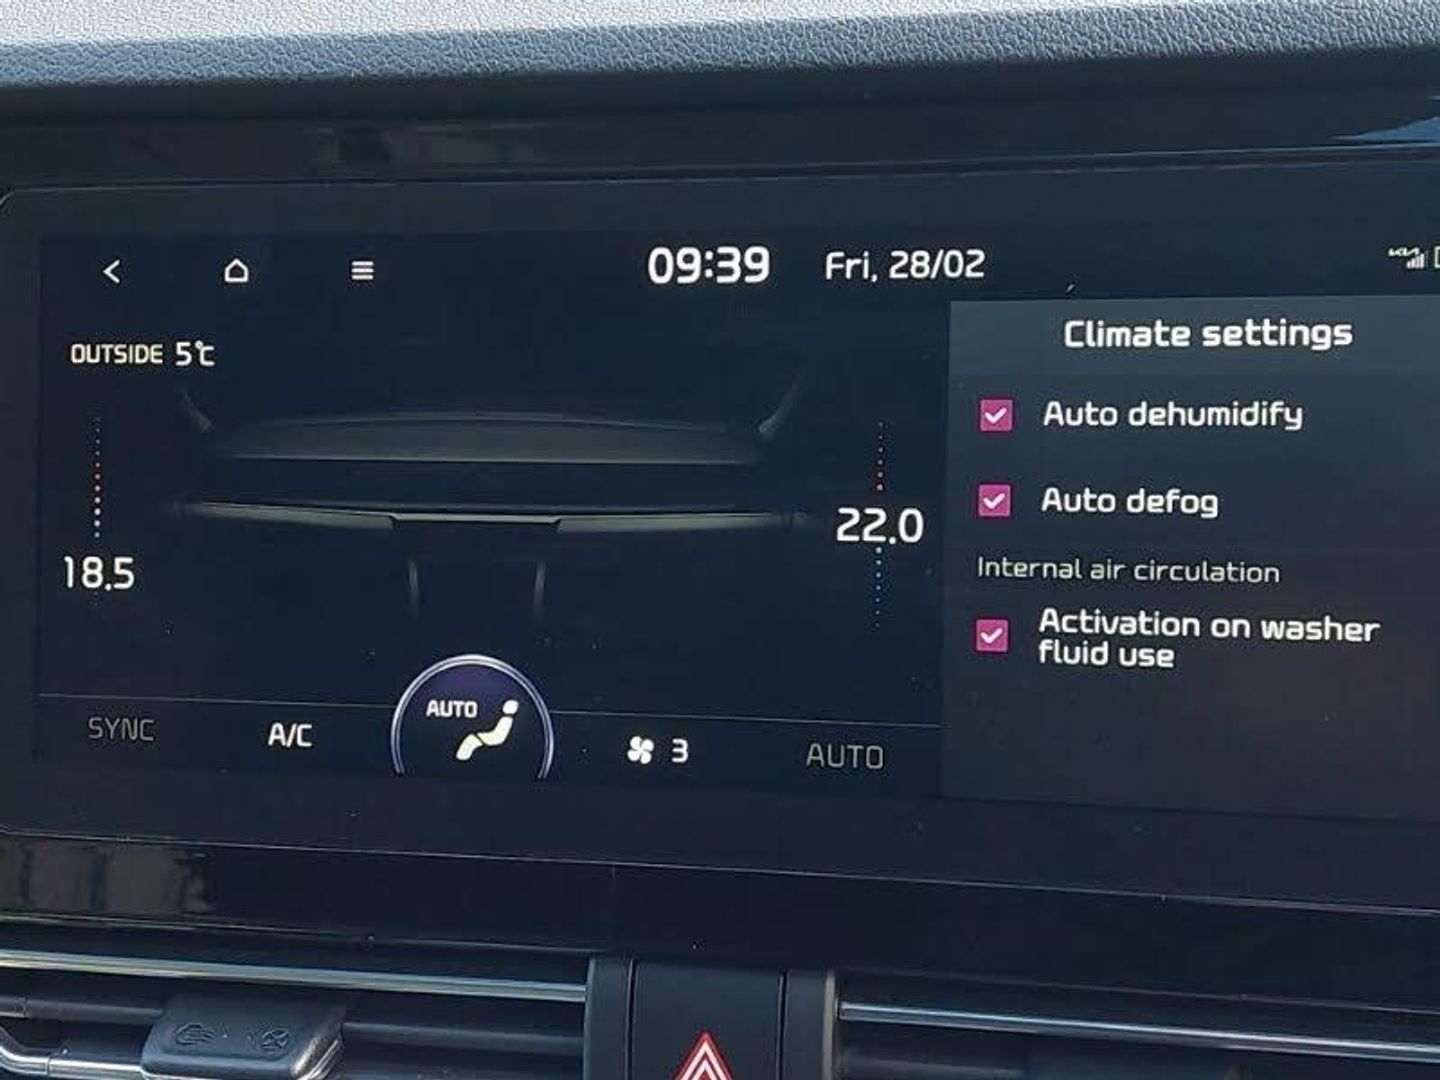 09:39 Fri, 28/02
OUTSIDE 5℃
18.5
22.0
SYNC
A/C
AUTO
3
AUTO
Climate settings
Auto dehumidify
Auto defog
Internal air circulation
Activation on washer
fluid use